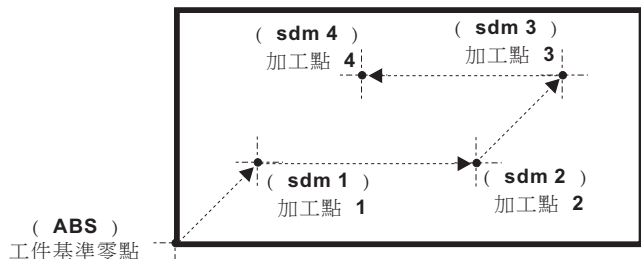 ( sdm 4 )
加工點 4
( sdm 3 )
加工點 3
( sdm 1 )
加工點 1
( sdm 2 )
加工點 2
( ABS )
工件基準零點